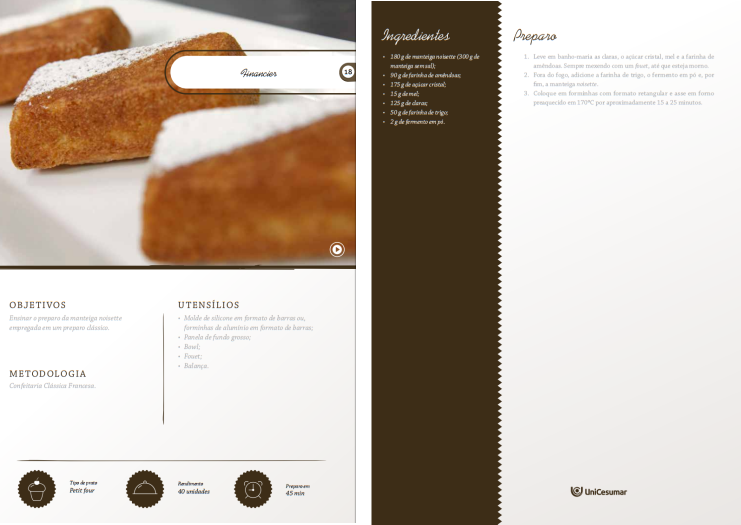 Financier
18
OBJETIVOS
Ensinar o preparo da manteiga noisette
empregada em um preparo clássico.
METODOLOGIA
Confeitaria Clássica Francesa.
UTENSÍLIOS
• Molde de silicone em formato de barras ou,
forminhas de alumínio em formato de barras;
• Panela de fundo grosso;
• Bowl;
• Fouet;
• Balança.
Tipo de prato
Petit four
Rendimento
40 unidades
Preparo em
45 min
Ingredientes
• 180 g de manteiga noisette (300 g de
manteiga sem sal);
• 90 g de farinha de amêndoas;
• 175 g de açúcar cristal;
• 15 g de mel;
• 125 g de claras;
• 50 g de farinha de trigo;
• 2 g de fermento em pó.
Preparo
1. Leve em banho-maria as claras, o açúcar cristal, mel e a farinha de
amêndoas. Sempre mexendo com um fouet, até que esteja morno.
2. Fora do fogo, adicione a farinha de trigo, o fermento em pó e, por
fim, a manteiga noisette.
3. Coloque em forminhas com formato retangular e asse em forno
preaquecido em 170ºC por aproximadamente 15 a 25 minutos.
UniCesumar